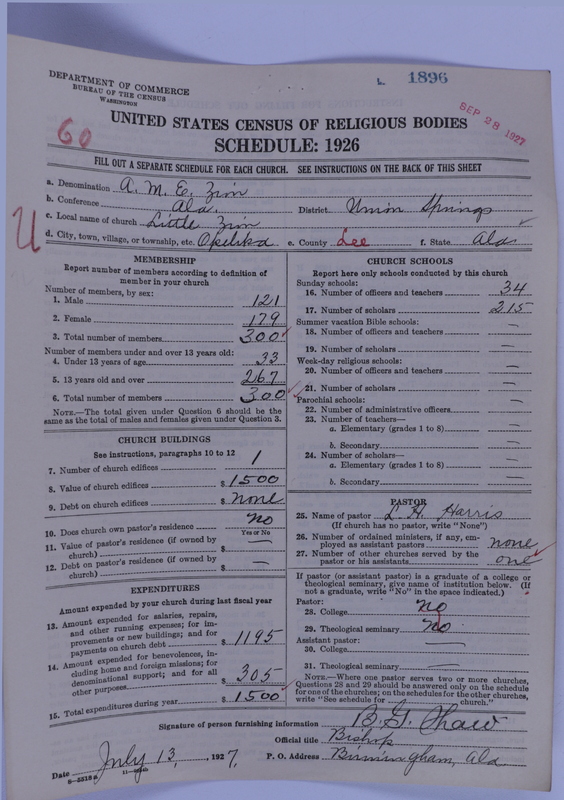 1896
DEPARTMENT OF COMMERCE
BUREAU OF THE CENSUS
WASHINGTON
SEP 28 1927
60
UNITED STATES CENSUS OF RELIGIOUS BODIES
SCHEDULE: 1926
FILL OUT A SEPARATE SCHEDULE FOR EACH CHURCH. SEE INSTRUCTIONS ON THE BACK OF THIS SHEET
a. Denomination A. M. E. Zion
b. Conference Ala. District Union Springs
c. Local name of church Little Zion
d. City, town, village, or township, etc. Opelika e. County Lee f. State Ala
U
MEMBERSHIP
Report number of members according to definition of
member in your church
Number of members, by sex:
1. Male 121
2. Female 179
3. Total number of members 300
Number of members under and over 13 years old:
4. Under 13 years of age 33
5. 13 years old and over 267
6. Total number of members 300
NOTE.—The total given under Question 6 should be the
same as the total of males and females given under Question 3.
CHURCH BUILDINGS
See instructions, paragraphs 10 to 12
7. Number of church edifices 1
8. Value of church edifices $ 1500
9. Debt on church edifices $ none
10. Does church own pastor's residence no
Yes or No
11. Value of pastor's residence (if owned by
church) $ —
12. Debt on pastor's residence (if owned by
church) $ —
EXPENDITURES
Amount expended by your church during last fiscal year
13. Amount expended for salaries, repairs,
and other running expenses; for im-
provements or new buildings; and for
payments on church debt $ 1195
14. Amount expended for benevolences, in-
cluding home and foreign missions; for
denominational support; and for all
other purposes $ 305
15. Total expenditures during year $ 1500
CHURCH SCHOOLS
Report here only schools conducted by this church
Sunday schools:
16. Number of officers and teachers 34
17. Number of scholars 215
Summer vacation Bible schools:
18. Number of officers and teachers —
19. Number of scholars —
Week-day religious schools:
20. Number of officers and teachers —
21. Number of scholars —
Parochial schools:
22. Number of administrative officers —
23. Number of teachers—
a. Elementary (grades 1 to 8) —
b. Secondary —
24. Number of scholars—
a. Elementary (grades 1 to 8) —
b. Secondary —
PASTOR
25. Name of pastor L. H. Harris
(If church has no pastor, write "None")
26. Number of ordained ministers, if any, em-
ployed as assistant pastors none
27. Number of other churches served by the
pastor or his assistants one
If pastor (or assistant pastor) is a graduate of a college or
theological seminary, give name of institution below. (If
not a graduate, write "No" in the space indicated.)
Pastor:
28. College no
29. Theological seminary no
Assistant pastor:
30. College —
31. Theological seminary —
NOTE.—Where one pastor serves two or more churches,
Questions 28 and 29 should be answered only on the schedule
for one of the churches; on the schedules for the other churches,
write "See schedule for church."
Signature of person furnishing information B. G. Shaw
Official title Bishop
Date July 13, 1927. P. O. Address Birmingham, Ala